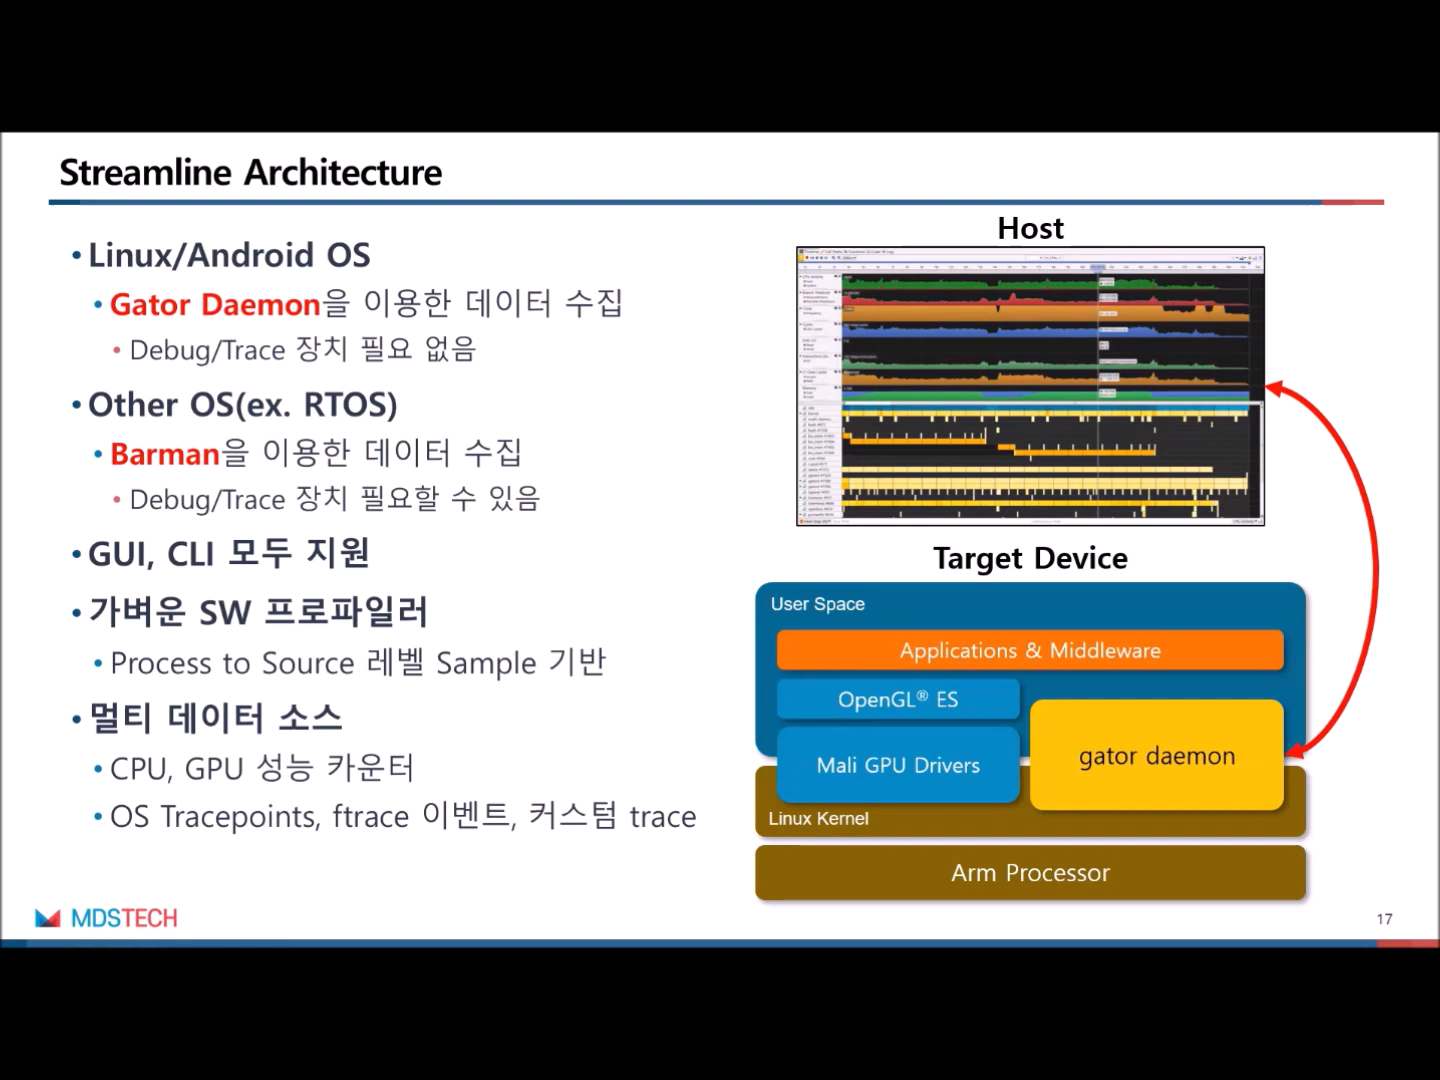 Streamline Architecture
• Linux/Android OS
• Gator Daemon을 이용한 데이터 수집
• Debug/Trace 장치 필요 없음
• Other OS(ex. RTOS)
• Barman을 이용한 데이터 수집
• Debug/Trace 장치 필요할 수 있음
• GUI, CLI 모두 지원
• 가벼운 SW 프로파일러
• Process to Source 레벨 Sample 기반
• 멀티 데이터 소스
• CPU, GPU 성능 카운터
• OS Tracepoints, ftrace 이벤트, 커스텀 trace
Host
Target Device
User Space
Applications & Middleware
OpenGL® ES
Mali GPU Drivers
gator daemon
Linux Kernel
Arm Processor
MDSTECH
17